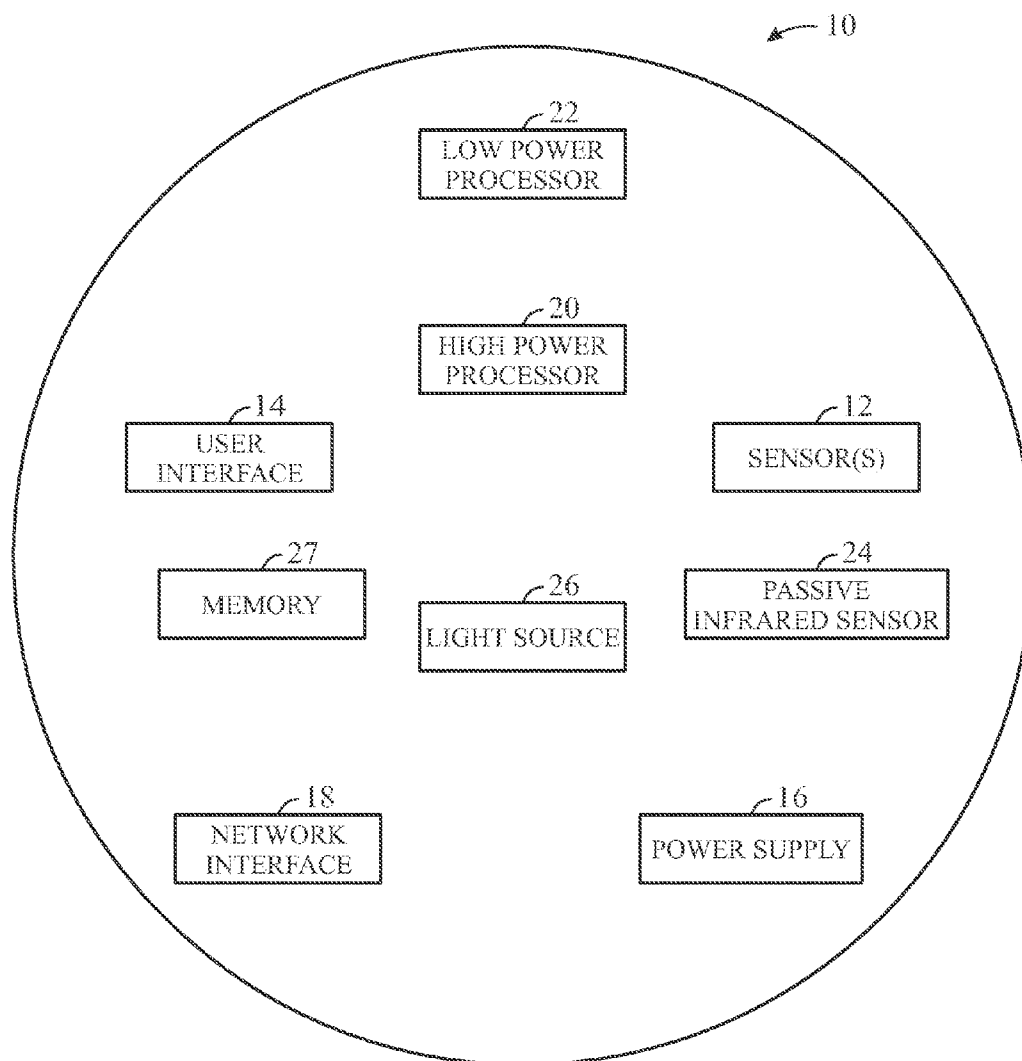 10
22
LOW POWER
PROCESSOR
20
HIGH POWER
PROCESSOR
14
USER
INTERFACE
12
SENSOR(S)
27
MEMORY
26
LIGHT SOURCE
24
PASSIVE
INFRARED SENSOR
18
NETWORK
INTERFACE
16
POWER SUPPLY